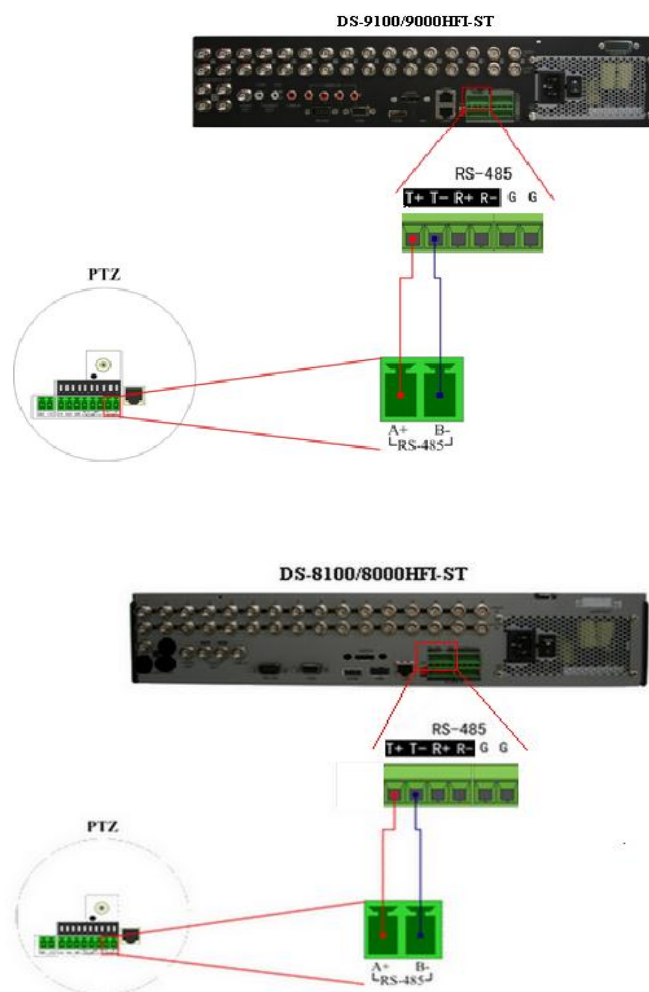 DS-9100/9000HFI-ST
RS-485
T+ T- R+ R- G G
PTZ
A+ B-
RS-485
DS-8100/8000HFI-ST
RS-485
T+ T- R+ R- G G
PTZ
A+ B-
RS-485